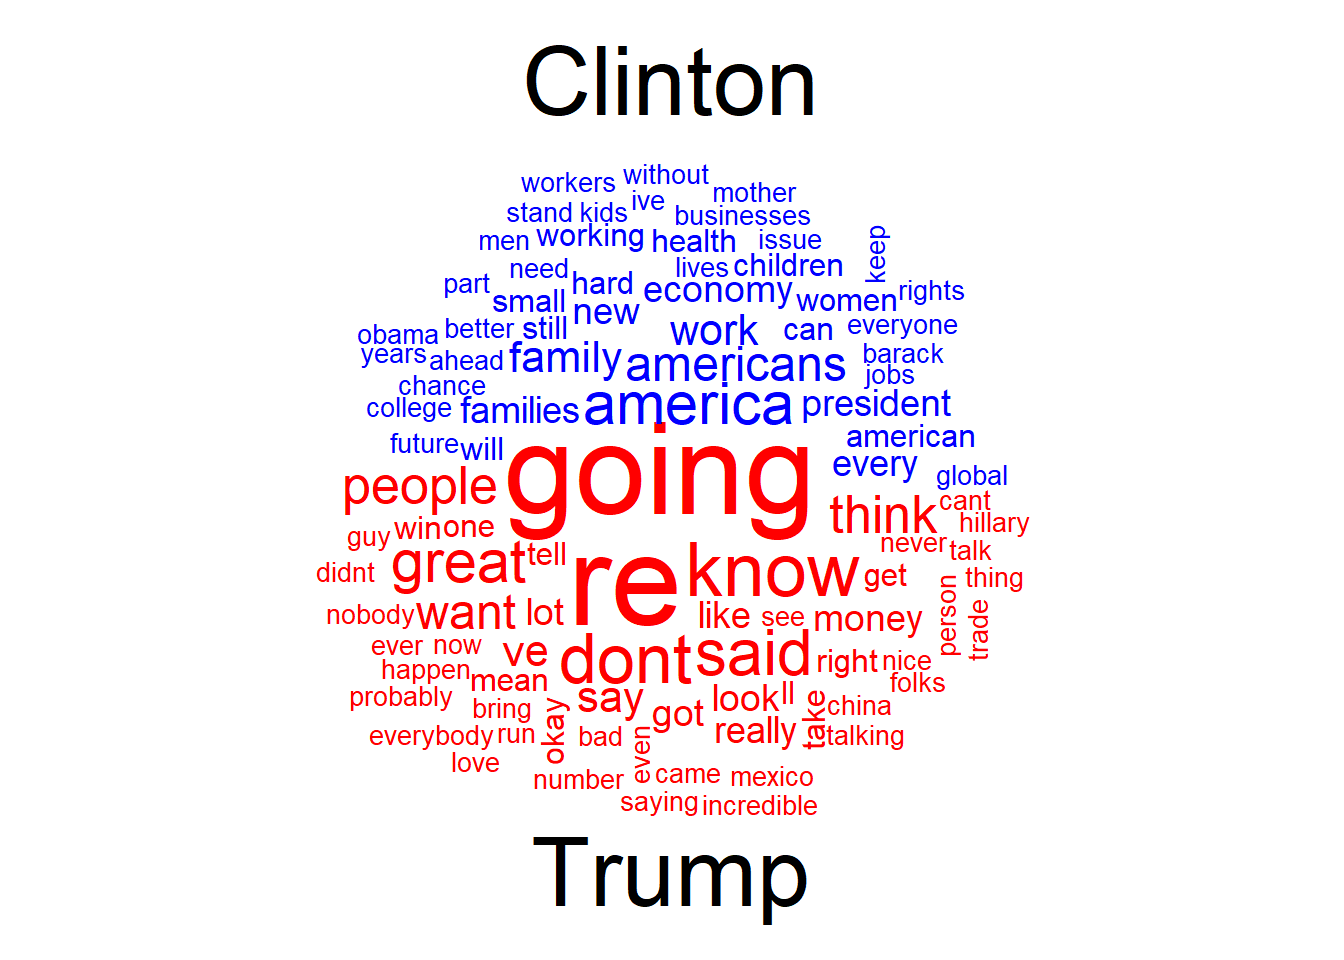 Clinton
workers without
mother
stand kids ive businesses
men working health issue keep
need lives children
part hard economy rights
small new women
obama better still work can everyone
years ahead family americans barack
chance jobs
college families america president
future will american
going every global
people think cant
guy win one hillary
great tell never talk
didnt re know get thing
nobody want lot like see money person trade
ever now ve dont said right nice
happen mean folks
probably say look ll take china
bring okay got
everybody run bad even really talking
love
number came mexico
saying incredible
Trump